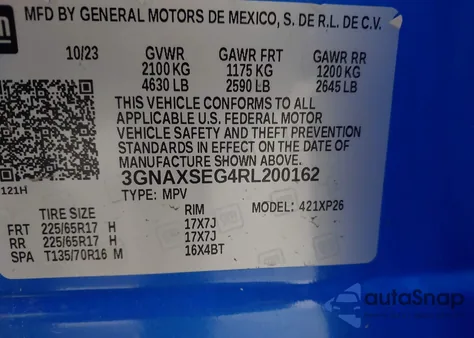 gm
MFD BY GENERAL MOTORS DE MEXICO, S. DE R.L. DE C.V.
10/23 GVWR GAWR FRT GAWR RR
2100 KG 1175 KG 1200 KG
4630 LB 2590 LB 2645 LB
THIS VEHICLE CONFORMS TO ALL
APPLICABLE U.S. FEDERAL MOTOR
VEHICLE SAFETY AND THEFT PREVENTION
STANDARDS IN EFFECT ON THE DATE OF
MANUFACTURE SHOWN ABOVE.
3GNAXSEG4RL200162
121H
TYPE: MPV
TIRE SIZE RIM MODEL: 421XP26
FRT 225/65R17 H 17X7J
RR 225/65R17 H 17X7J
SPA T135/70R16 M 16X4BT
autoSnap